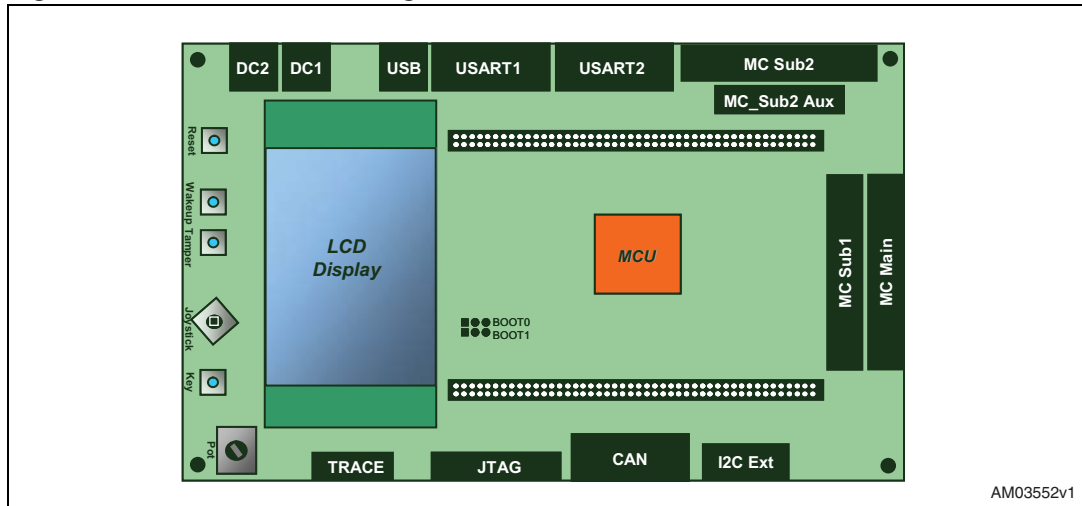 DC2 DC1 USB USART1 USART2 MC Sub2
MC_Sub2 Aux
Reset
Wakeup Tamper
LCD
Display
MCU
MC Sub1
MC Main
Joystick
BOOT0
BOOT1
Key
Pot
TRACE JTAG CAN I2C Ext
AM03552v1